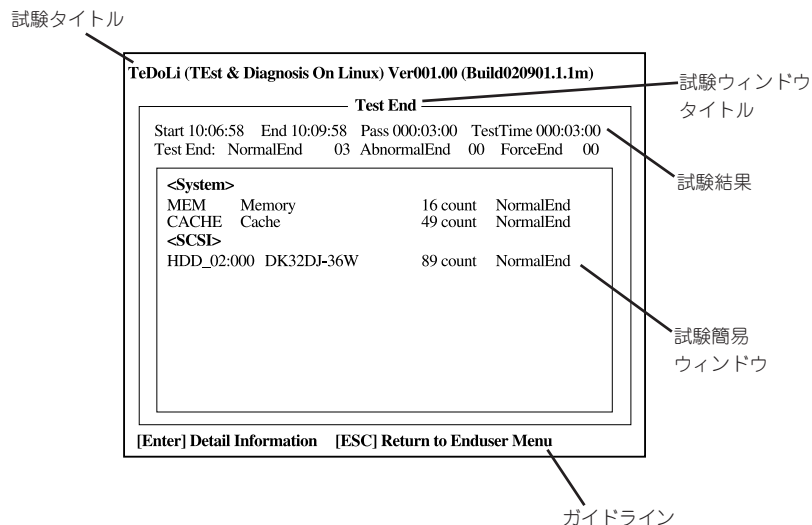 試験タイトル
TeDoLi (TEst & Diagnosis On Linux) Ver001.00 (Build020901.1.1m)
試験ウィンドウ
タイトル
Test End
Start 10:06:58 End 10:09:58 Pass 000:03:00 TestTime 000:03:00
Test End: NormalEnd 03 AbnormalEnd 00 ForceEnd 00
試験結果
<System>
MEM Memory 16 count NormalEnd
CACHE Cache 49 count NormalEnd
<SCSI>
HDD_02:000 DK32DJ-36W 89 count NormalEnd
試験簡易
ウィンドウ
[Enter] Detail Information [ESC] Return to Enduser Menu
ガイドライン